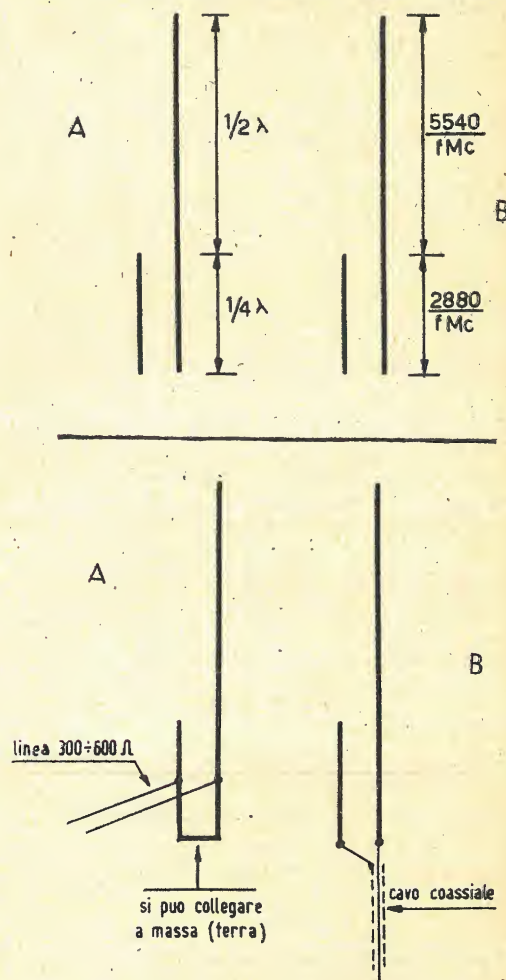 A
1/2 λ
5540
fMc
B
1/4 λ
2880
fMc
A
B
linea 300÷600 Ω
si puo collegare
a massa (terra)
cavo coassiale